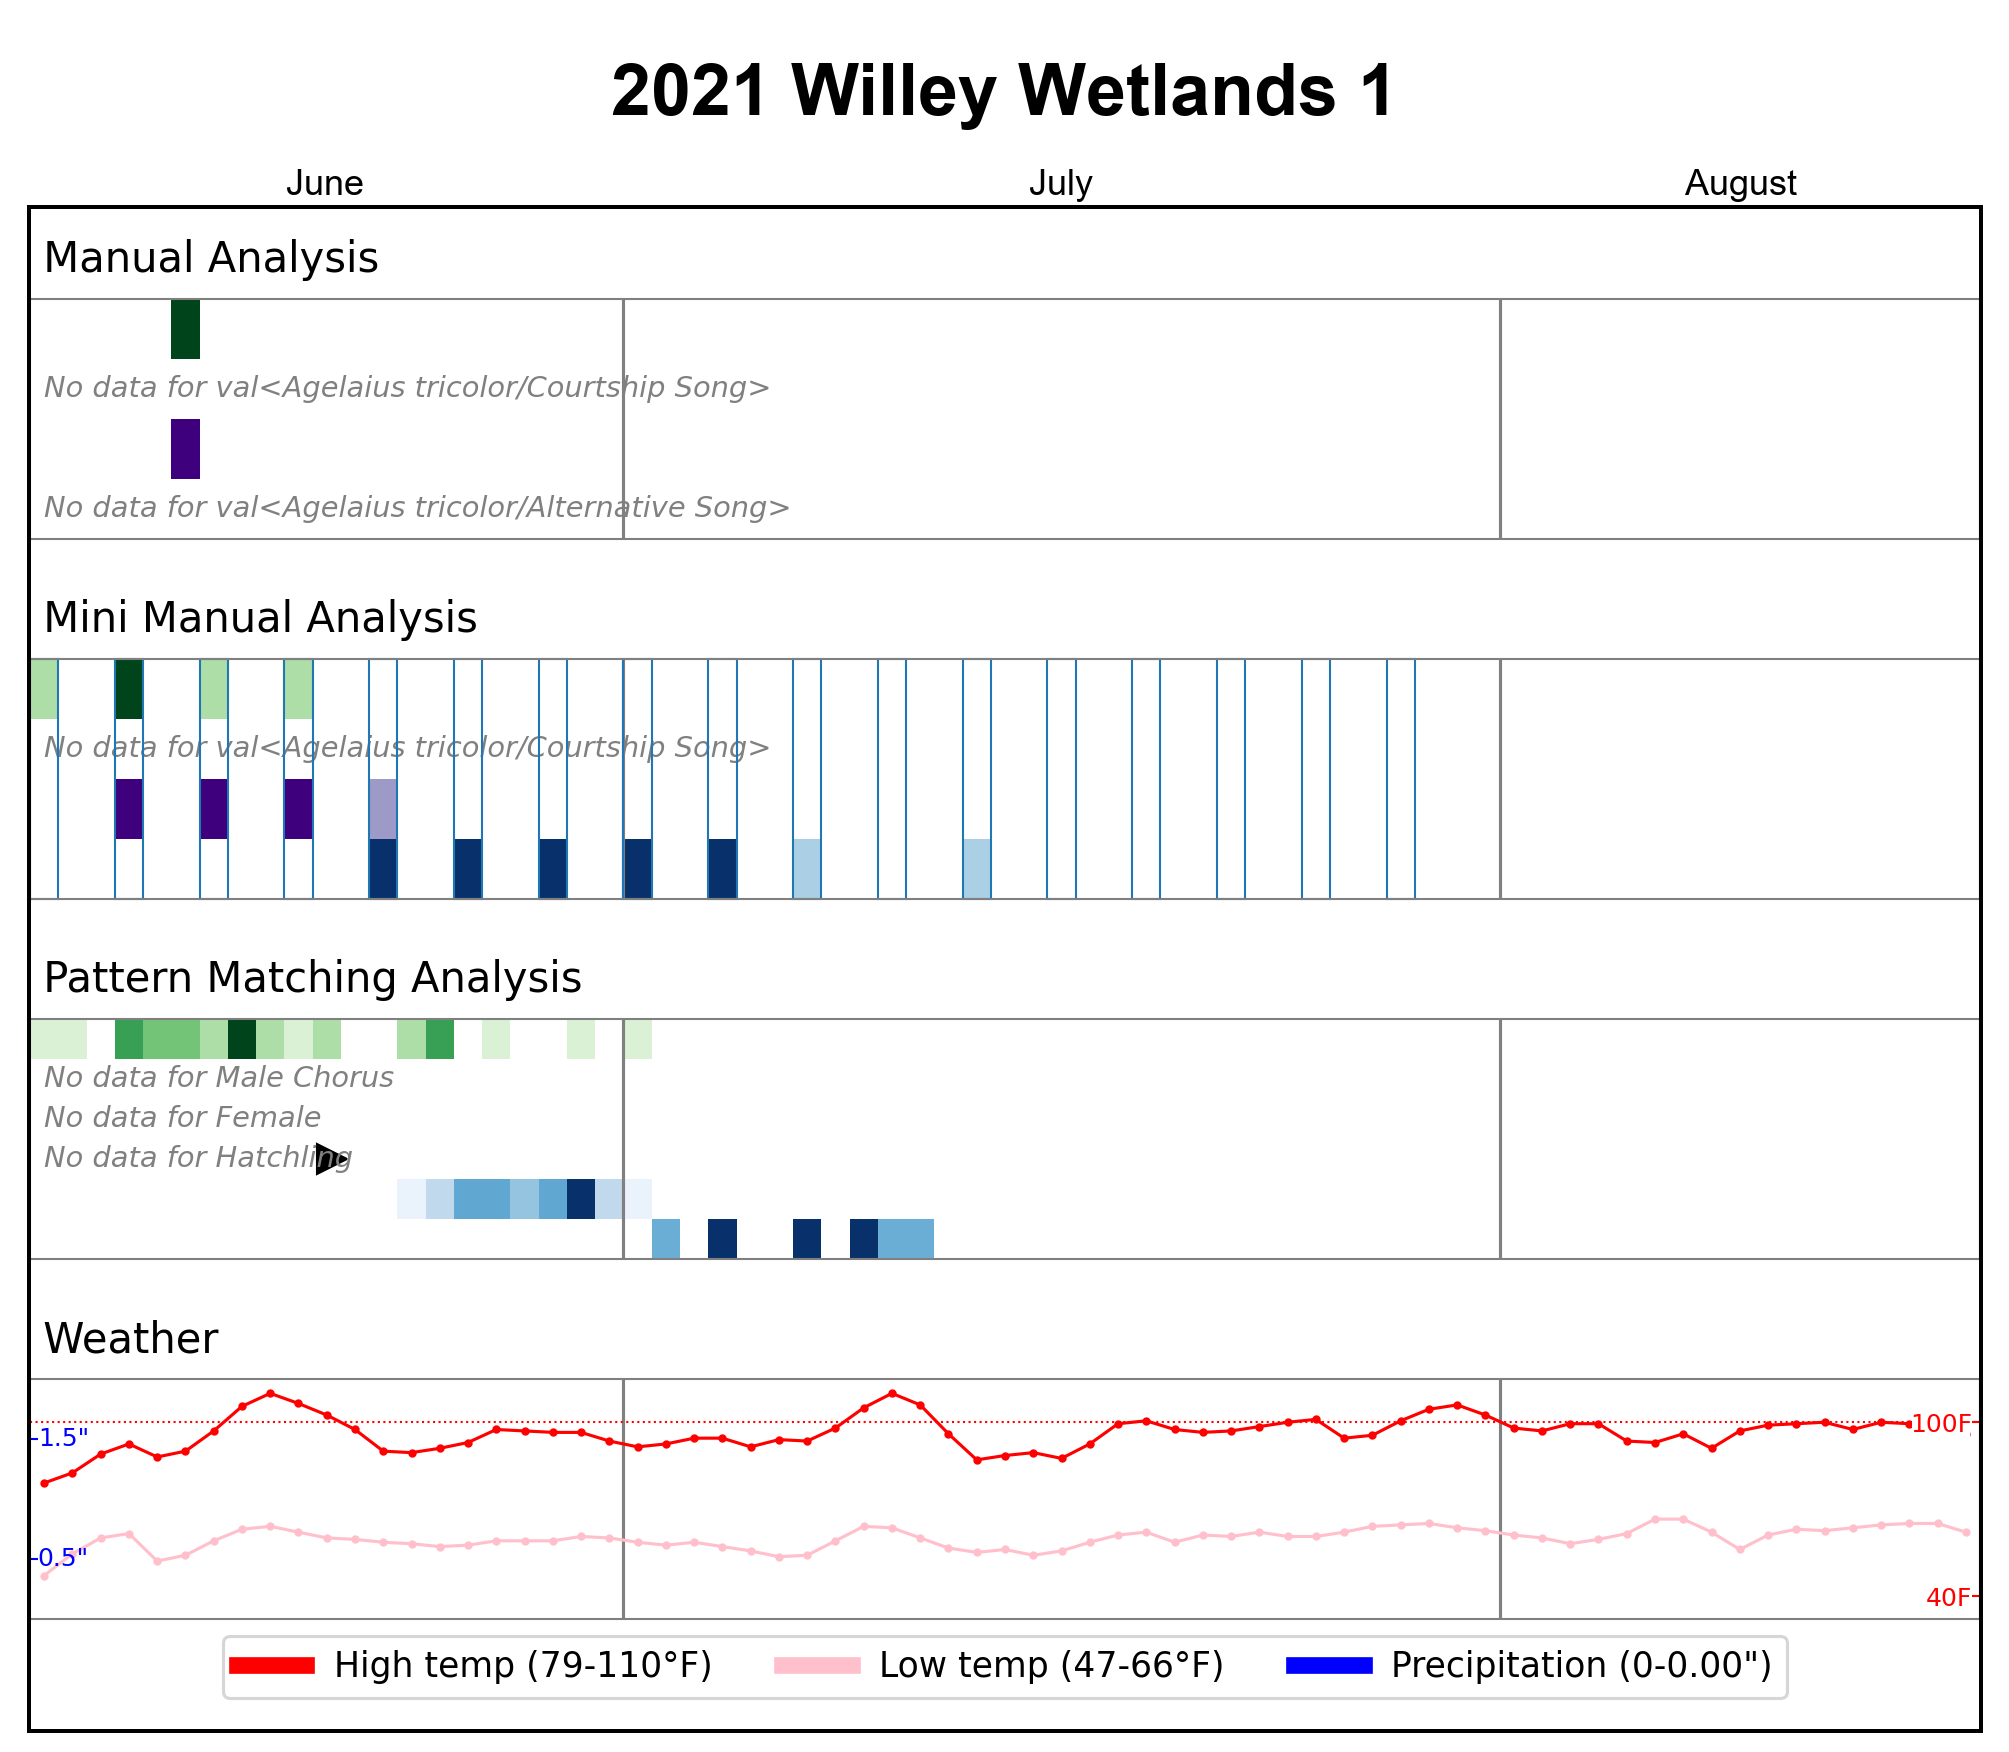 2021 Willey Wetlands 1
June July August
Manual Analysis
No data for val<Agelaius tricolor/Courtship Song>
No data for val<Agelaius tricolor/Alternative Song>
Mini Manual Analysis
No data for val<Agelaius tricolor/Courtship Song>
Pattern Matching Analysis
No data for Male Chorus
No data for Female
No data for Hatchling
Weather
1.5" 100F
0.5"
40F
High temp (79-110°F) Low temp (47-66°F) Precipitation (0-0.00")